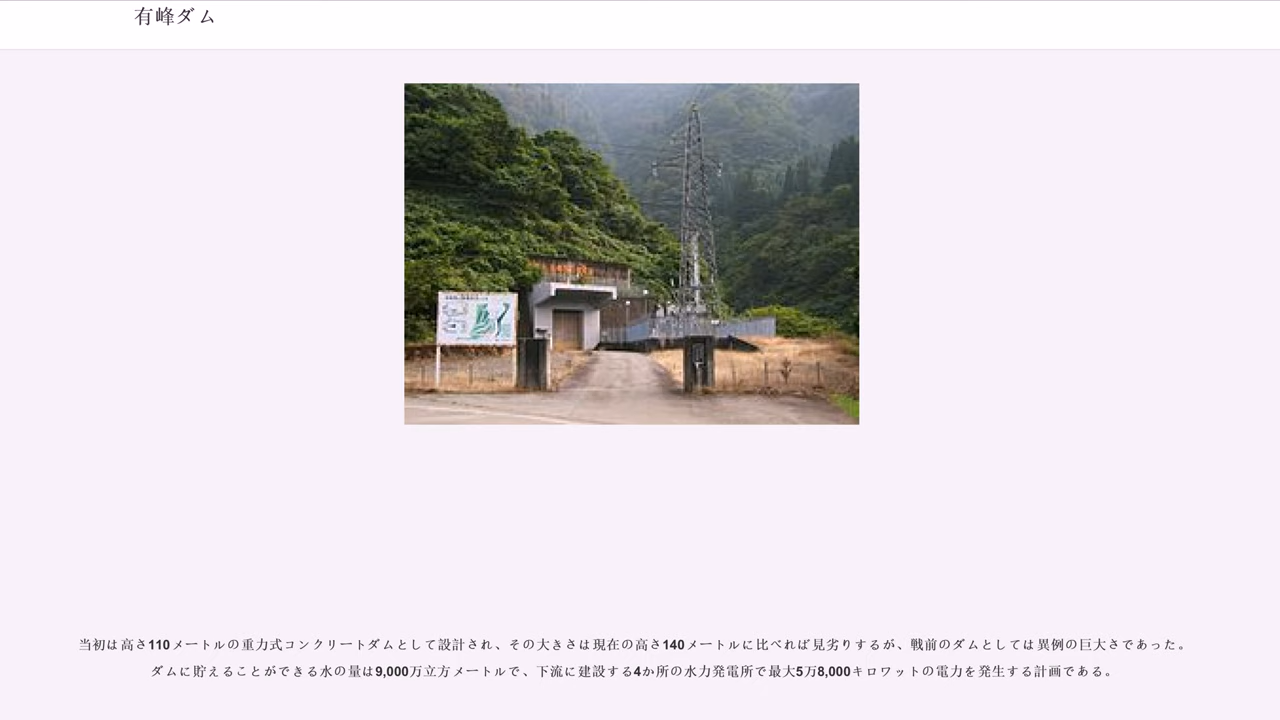 有峰ダム
当初は高さ110メートルの重力式コンクリートダムとして設計され、その大きさは現在の高さ140メートルに比べれば見劣りするが、戦前のダムとしては異例の巨大さであった。
ダムに貯えることができる水の量は9,000万立方メートルで、下流に建設する4か所の水力発電所で最大5万8,000キロワットの電力を発生する計画である。